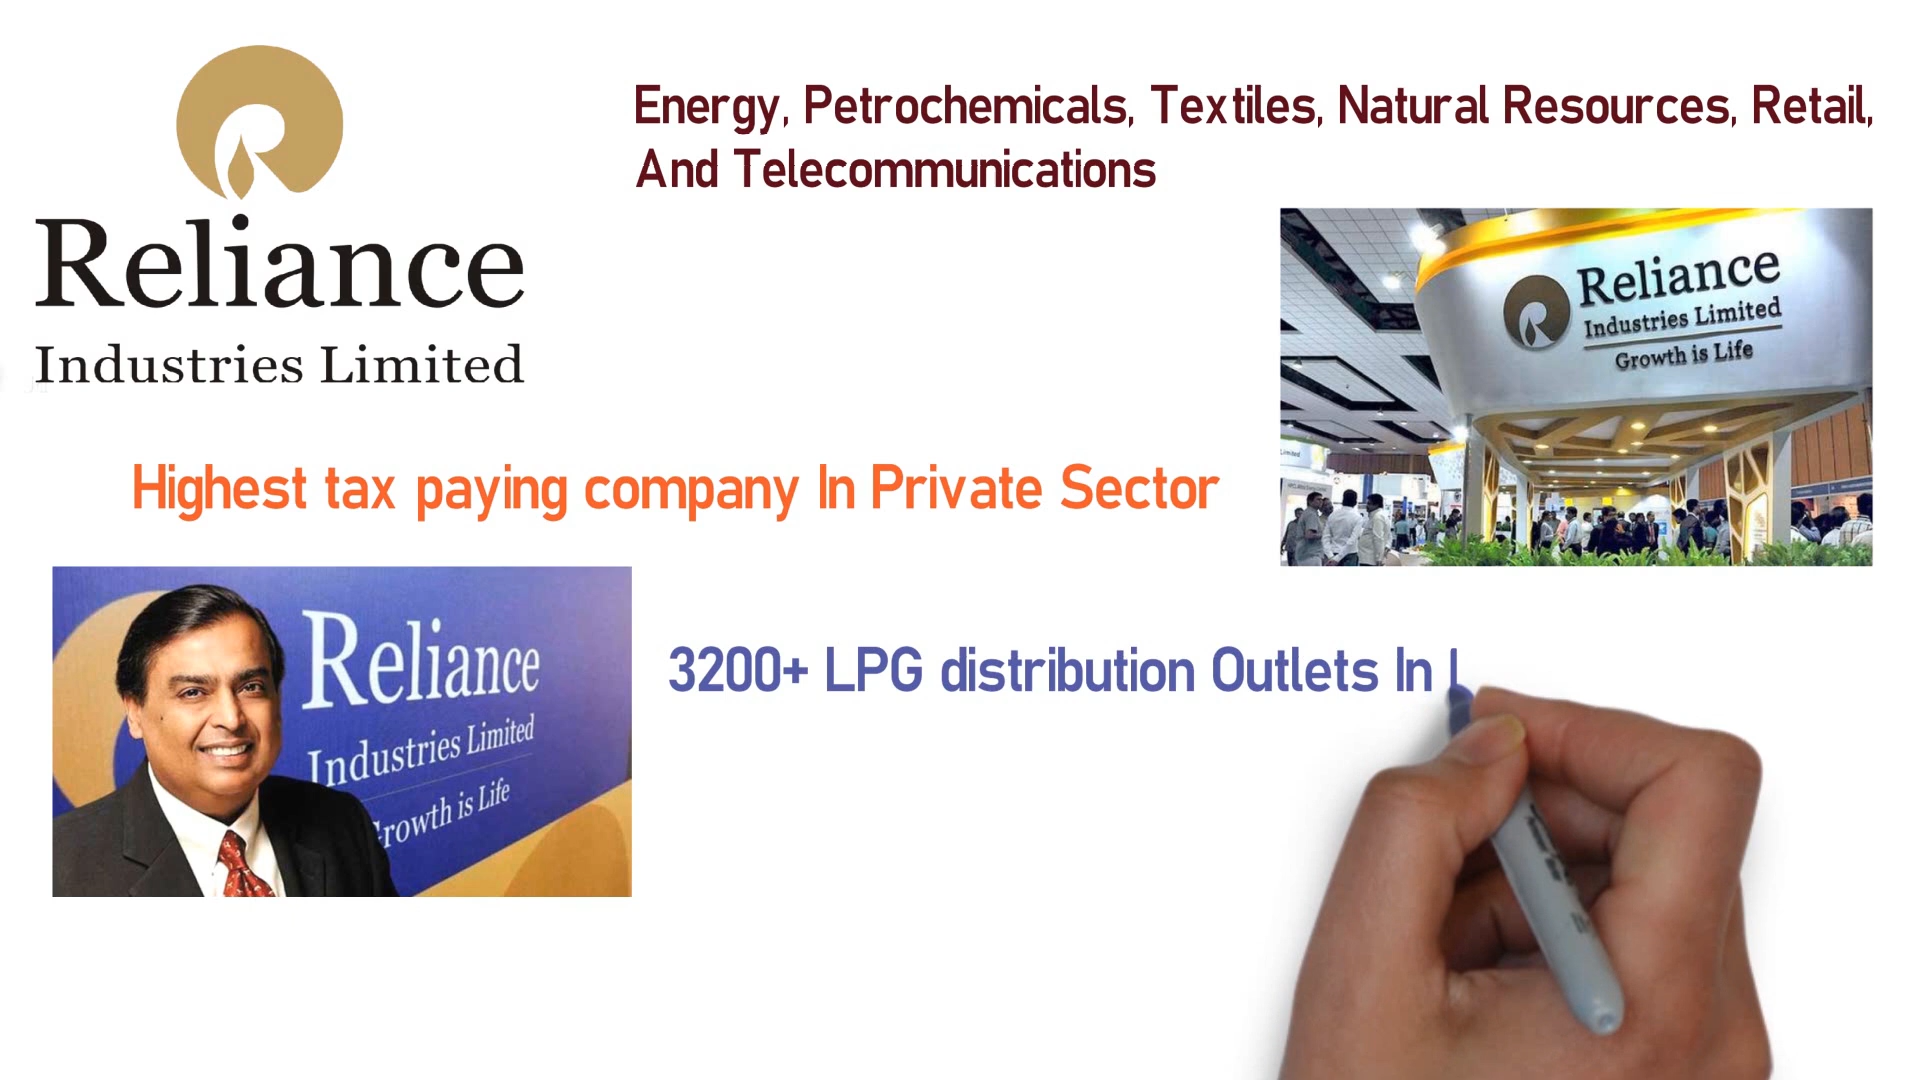 Energy, Petrochemicals, Textiles, Natural Resources, Retail,
And Telecommunications
Reliance
Industries Limited
Reliance
Industries Limited
Growth is Life
Highest tax paying company In Private Sector
Reliance
Industries Limited
rowth is Life
3200+ LPG distribution Outlets In I